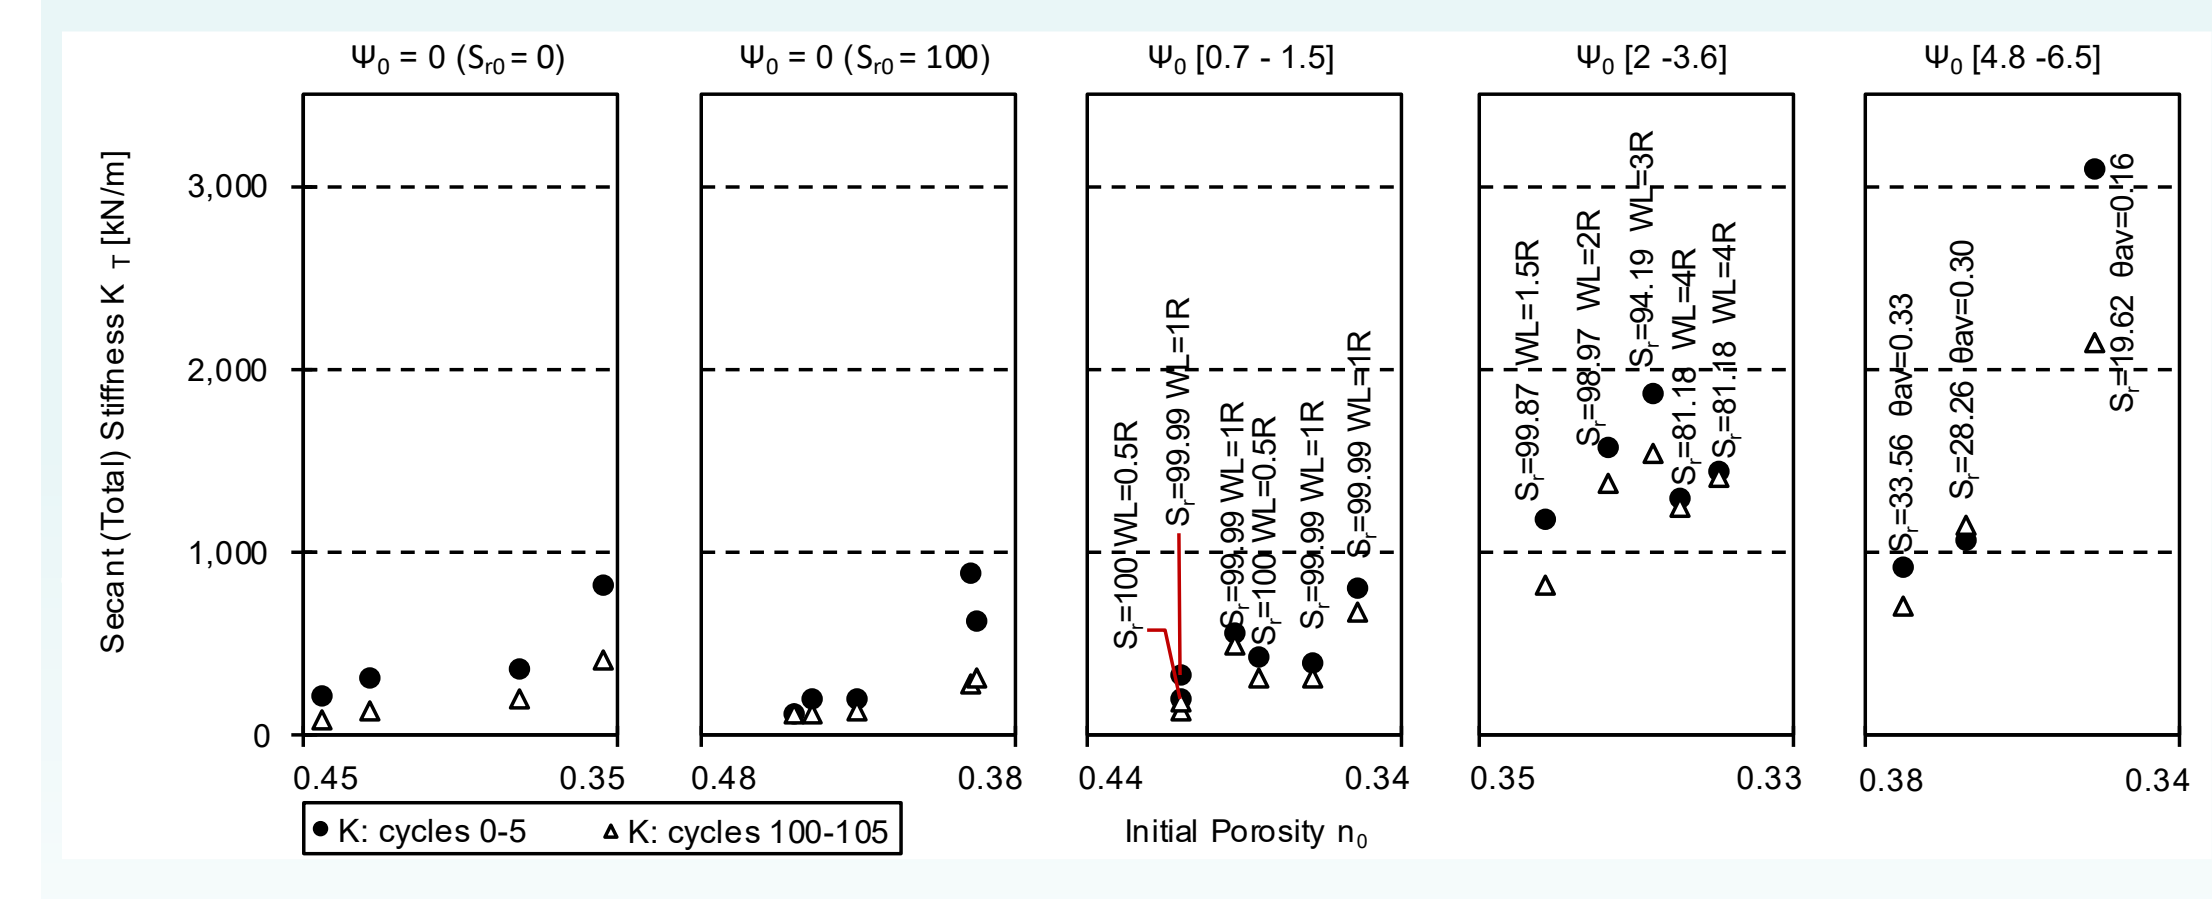 Ψ0 = 0 (Sr0 = 0)
Ψ0 = 0 (Sr0 = 100)
Ψ0 [0.7 - 1.5]
Ψ0 [2 -3.6]
Ψ0 [4.8 -6.5]
Secant (Total) Stiffness K T [kN/m]
3,000
2,000
1,000
0
Sr=100 WL=0.5R
Sr=99.99 WL=1R
Sr=99.99 WL=1R
Sr=100 WL=0.5R
Sr=99.99 WL=1R
Sr=99.99 WL=1R
Sr=99.87 WL=1.5R
Sr=98.97 WL=2R
Sr=94.19 WL=3R
Sr=81.18 WL=4R
Sr=81.18 WL=4R
Sr=33.56 θav=0.33
Sr=28.26 θav=0.30
Sr=19.62 θav=0.16
0.45
0.35
0.48
0.38
0.44
0.34
0.35
0.33
0.38
0.34
K: cycles 0-5
K: cycles 100-105
Initial Porosity n0